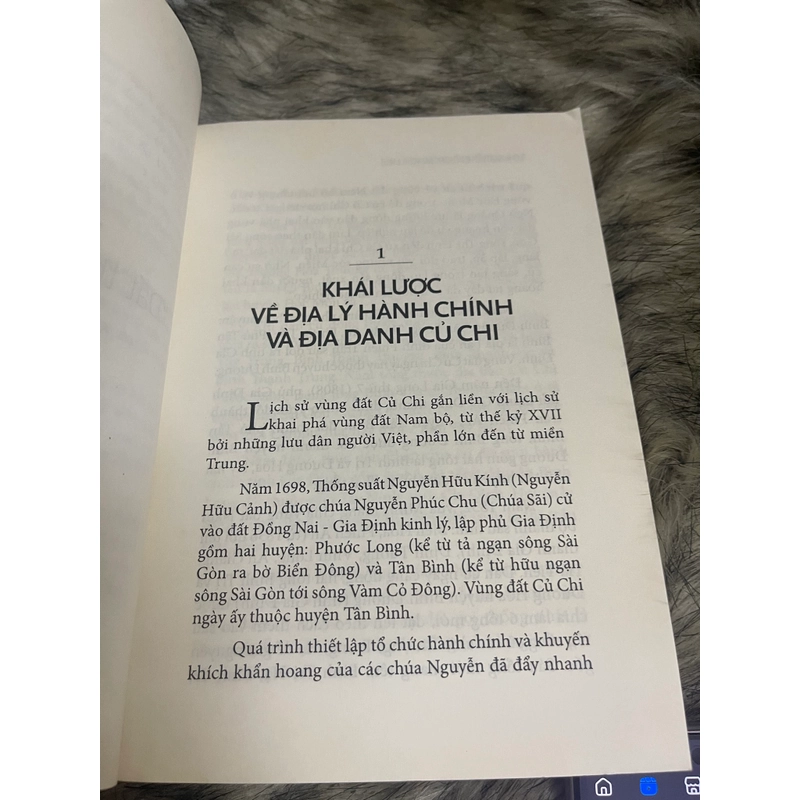 1
KHÁI LƯỢC
VỀ ĐỊA LÝ HÀNH CHÍNH
VÀ ĐỊA DANH CỦ CHI
Lịch sử vùng đất Củ Chi gắn liền với lịch sử
khai phá vùng đất Nam bộ, từ thế kỷ XVII
bởi những lưu dân người Việt, phần lớn đến từ miền
Trung.
Năm 1698, Thống suất Nguyễn Hữu Kính (Nguyễn
Hữu Cảnh) được chúa Nguyễn Phúc Chu (Chúa Sãi) cử
vào đất Đồng Nai - Gia Định kinh lý, lập phủ Gia Định
gồm hai huyện: Phước Long (kể từ tả ngạn sông Sài
Gòn ra bờ Biển Đông) và Tân Bình (kể từ hữu ngạn
sông Sài Gòn tới sông Vàm Cỏ Đông). Vùng đất Củ Chi
ngày ấy thuộc huyện Tân Bình.
Quá trình thiết lập tổ chức hành chính và khuyến
khích khẩn hoang của các chúa Nguyễn đã đẩy nhanh